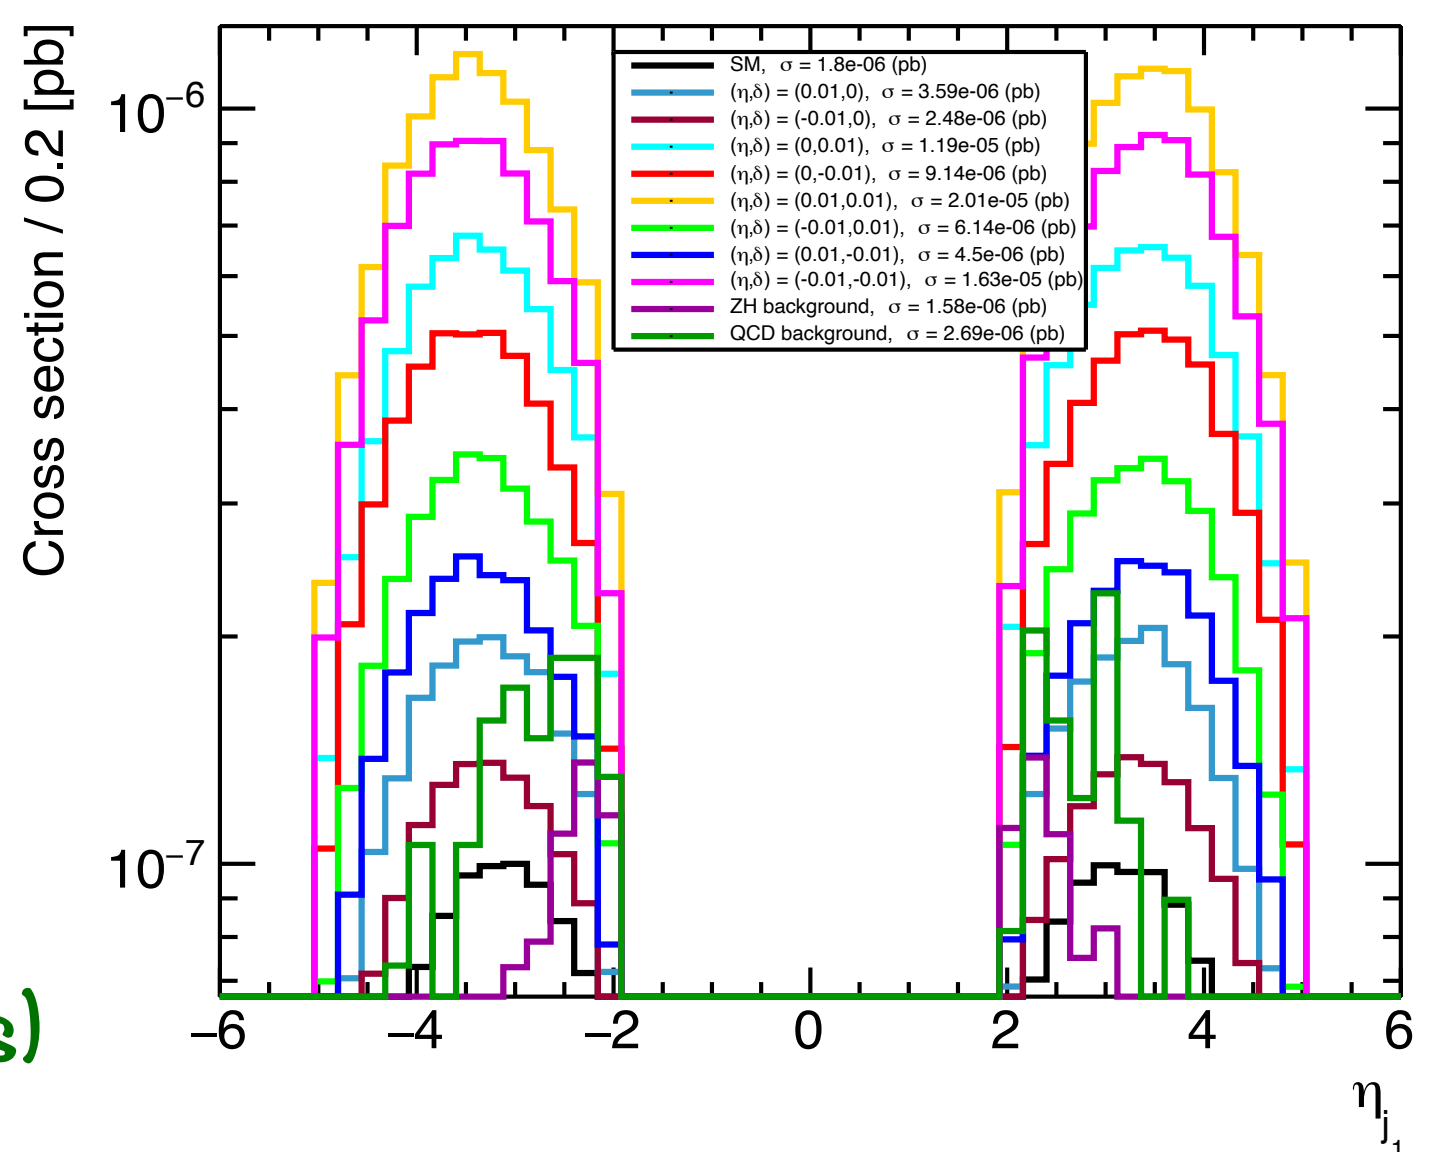 Cross section / 0.2 [pb]
10⁻⁶
10⁻⁷
SM, σ = 1.8e-06 (pb)
(η,δ) = (0.01,0), σ = 3.59e-06 (pb)
(η,δ) = (-0.01,0), σ = 2.48e-06 (pb)
(η,δ) = (0,0.01), σ = 1.19e-05 (pb)
(η,δ) = (0,-0.01), σ = 9.14e-06 (pb)
(η,δ) = (0.01,0.01), σ = 2.01e-05 (pb)
(η,δ) = (-0.01,0.01), σ = 6.14e-06 (pb)
(η,δ) = (0.01,-0.01), σ = 4.5e-06 (pb)
(η,δ) = (-0.01,-0.01), σ = 1.63e-05 (pb)
ZH background, σ = 1.58e-06 (pb)
QCD background, σ = 2.69e-06 (pb)
s)
−6 −4 −2 0 2 4 6
η_j₁